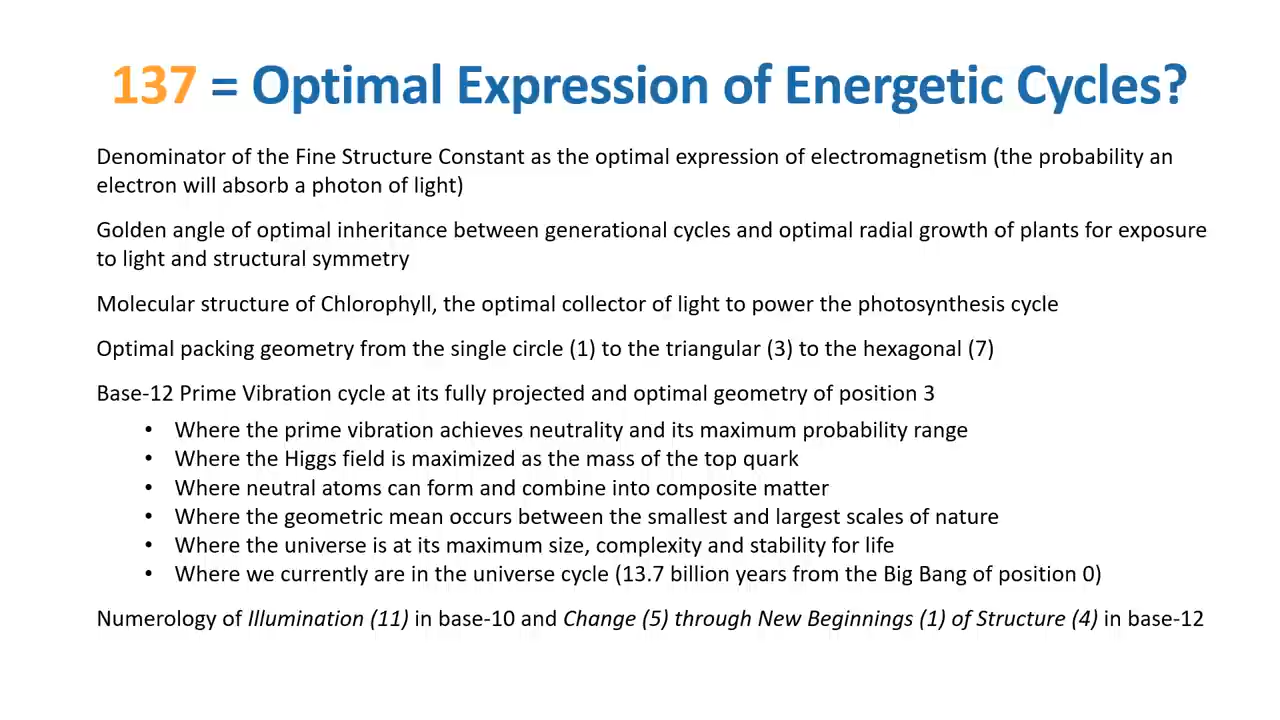 137 = Optimal Expression of Energetic Cycles?
Denominator of the Fine Structure Constant as the optimal expression of electromagnetism (the probability an
electron will absorb a photon of light)
Golden angle of optimal inheritance between generational cycles and optimal radial growth of plants for exposure
to light and structural symmetry
Molecular structure of Chlorophyll, the optimal collector of light to power the photosynthesis cycle
Optimal packing geometry from the single circle (1) to the triangular (3) to the hexagonal (7)
Base-12 Prime Vibration cycle at its fully projected and optimal geometry of position 3
• Where the prime vibration achieves neutrality and its maximum probability range
• Where the Higgs field is maximized as the mass of the top quark
• Where neutral atoms can form and combine into composite matter
• Where the geometric mean occurs between the smallest and largest scales of nature
• Where the universe is at its maximum size, complexity and stability for life
• Where we currently are in the universe cycle (13.7 billion years from the Big Bang of position 0)
Numerology of Illumination (11) in base-10 and Change (5) through New Beginnings (1) of Structure (4) in base-12